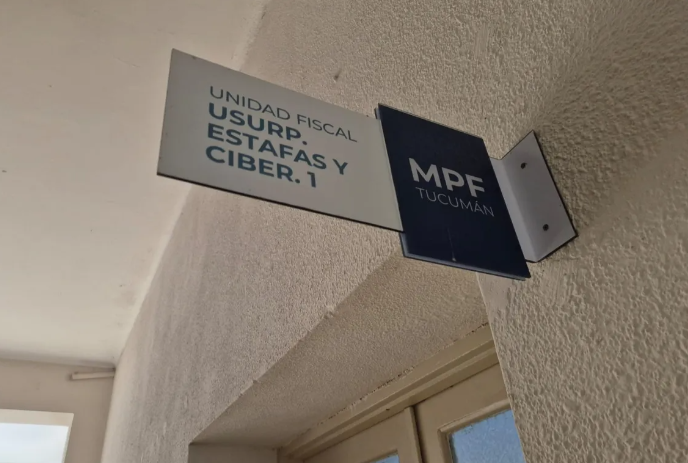 UNIDAD FISCAL
USURP.
ESTAFAS Y
CIBER. 1
MPF
TUCUMÁN